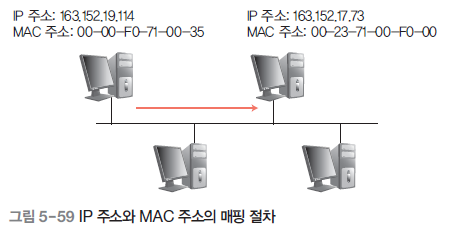 IP 주소: 163.152.19.114
MAC 주소: 00-00-F0-71-00-35
IP 주소: 163.152.17.73
MAC 주소: 00-23-71-00-F0-00
그림 5-59 IP 주소와 MAC 주소의 매핑 절차